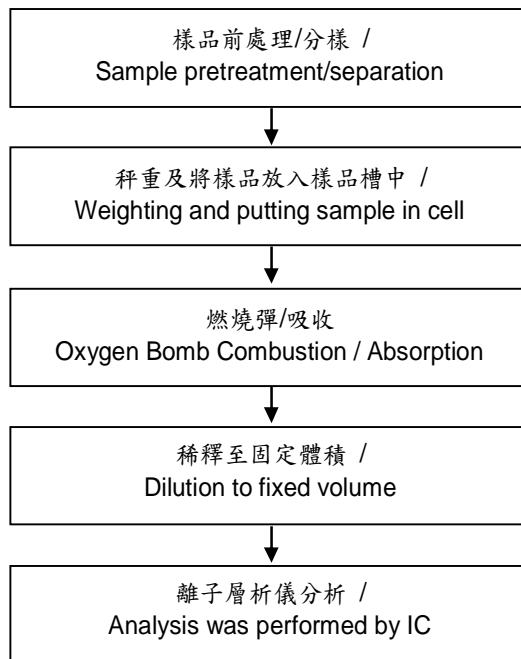 樣品前處理/分樣 /
Sample pretreatment/separation
秤重及將樣品放入樣品槽中 /
Weighting and putting sample in cell
燃燒彈/吸收
Oxygen Bomb Combustion / Absorption
稀釋至固定體積 /
Dilution to fixed volume
離子層析儀分析 /
Analysis was performed by IC